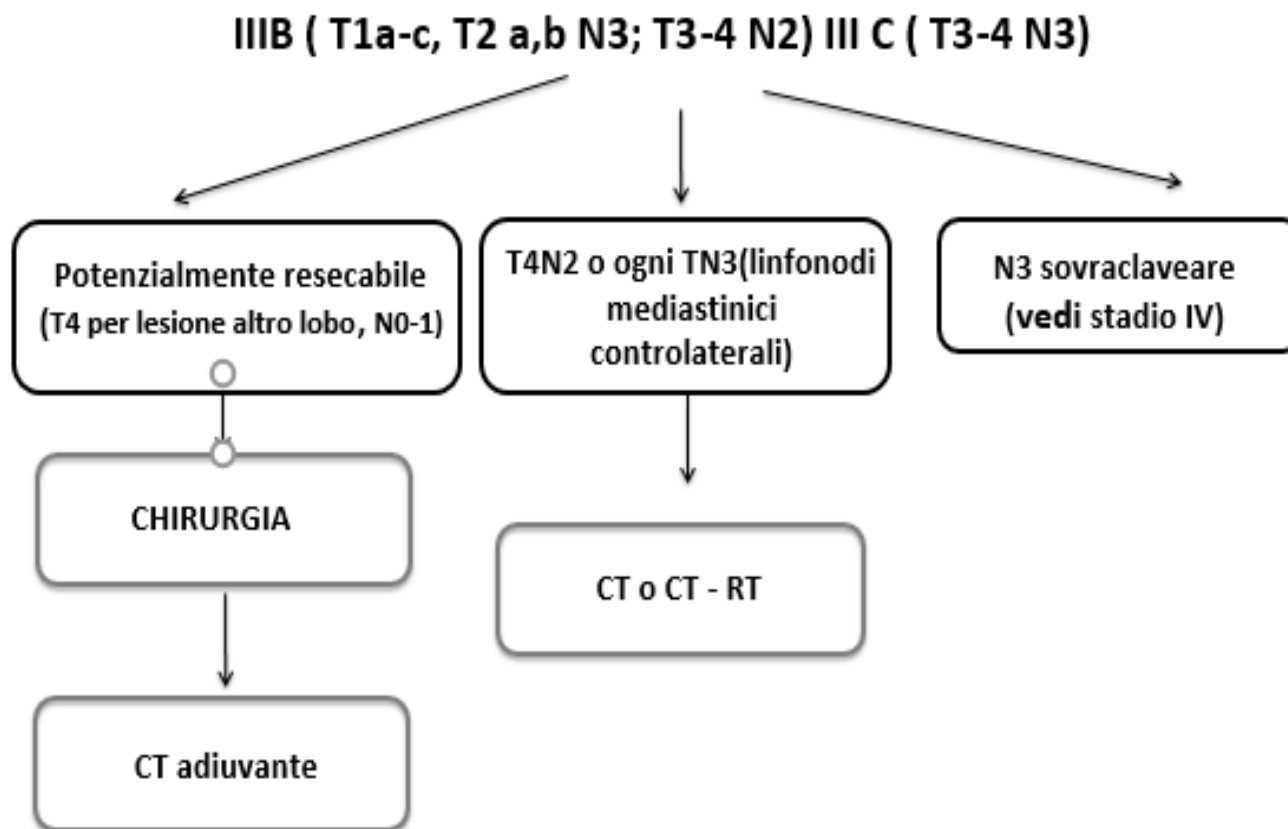 IIIB ( T1a-c, T2 a,b N3; T3-4 N2) III C ( T3-4 N3)
Potenzialmente resecabile
(T4 per lesione altro lobo, N0-1)
CHIRURGIA
CT adiuvante
T4N2 o ogni TN3(linfonodi
mediastinici
controlaterali)
CT o CT - RT
N3 sovraclaveare
(vedi stadio IV)